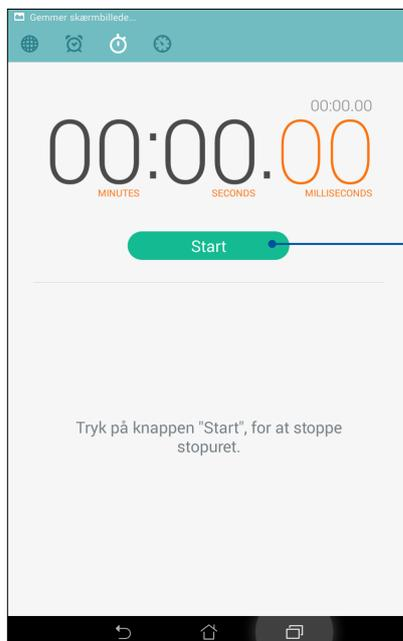 Gemmer skærmbillede...
00:00.00
00:00.00
MINUTES SECONDS MILLISECONDS
Start
Tryk på knappen "Start", for at stoppe
stopuret.